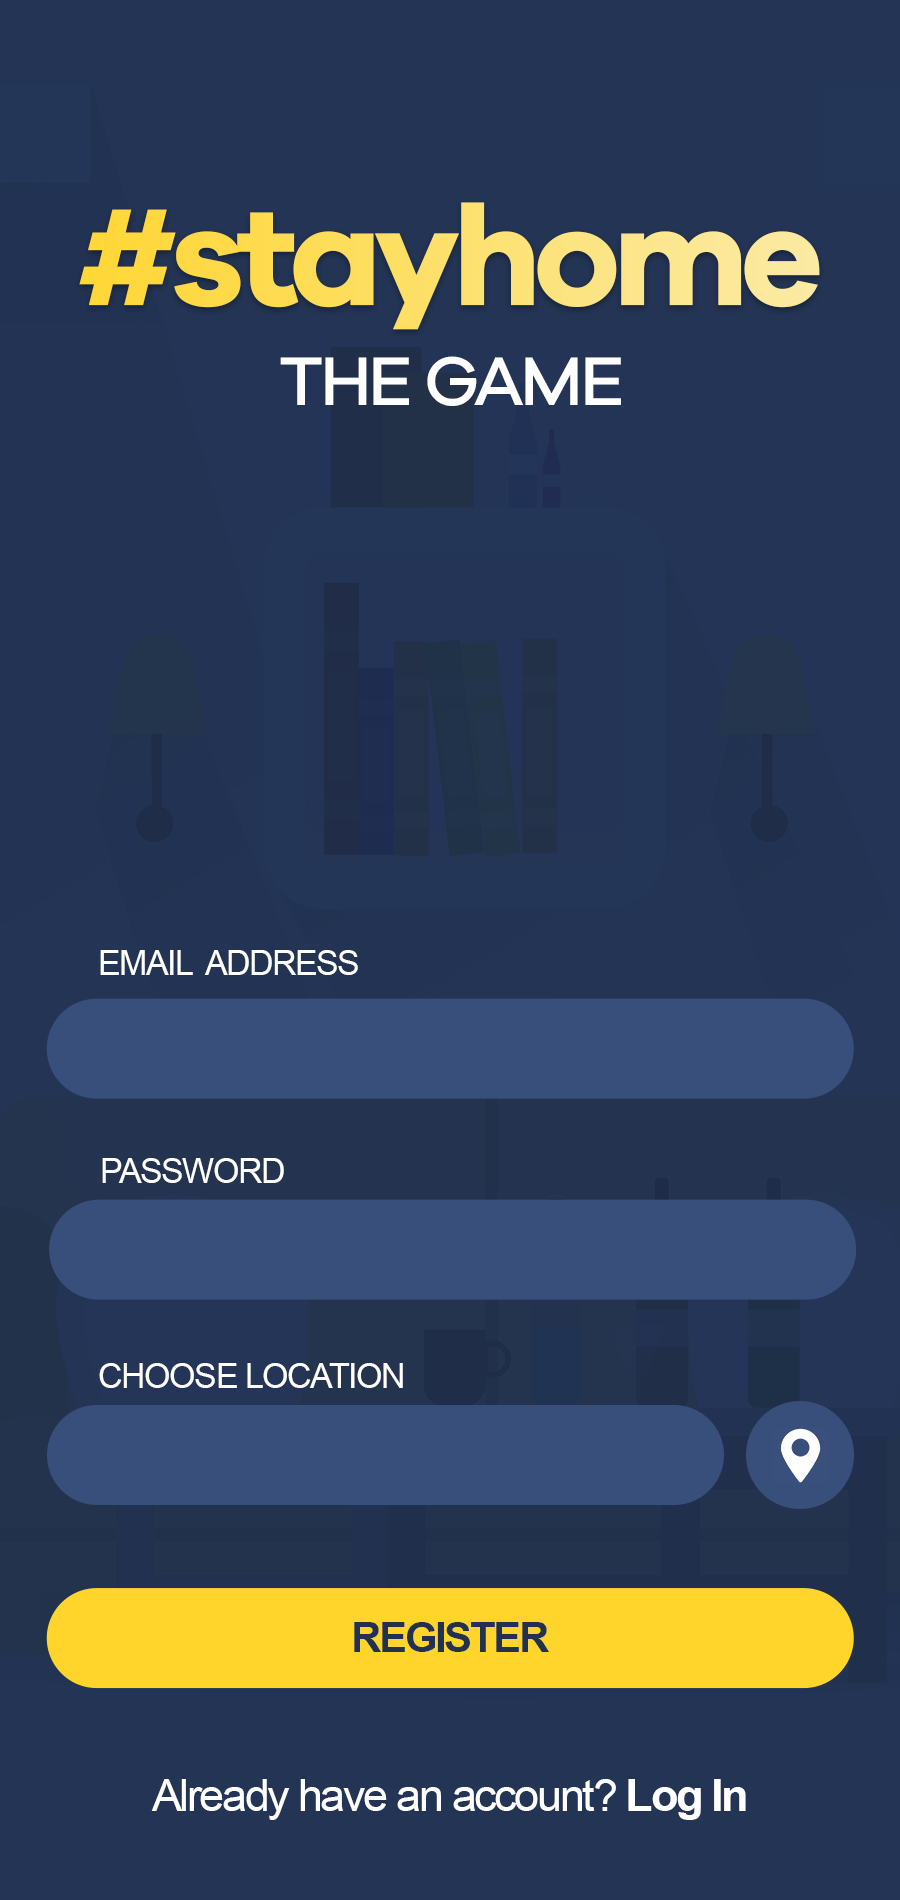 #stayhome
THE GAME
EMAIL ADDRESS
PASSWORD
CHOOSE LOCATION
REGISTER
Already have an account? Log In